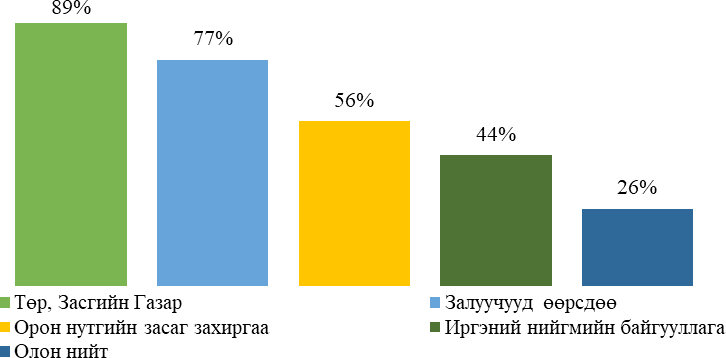 89%
77%
56%
44%
26%
Төр, Засгийн Газар
Залуучууд өөрсдөө
Орон нутгийн засаг захиргаа
Иргэний нийгмийн байгууллага
Олон нийт